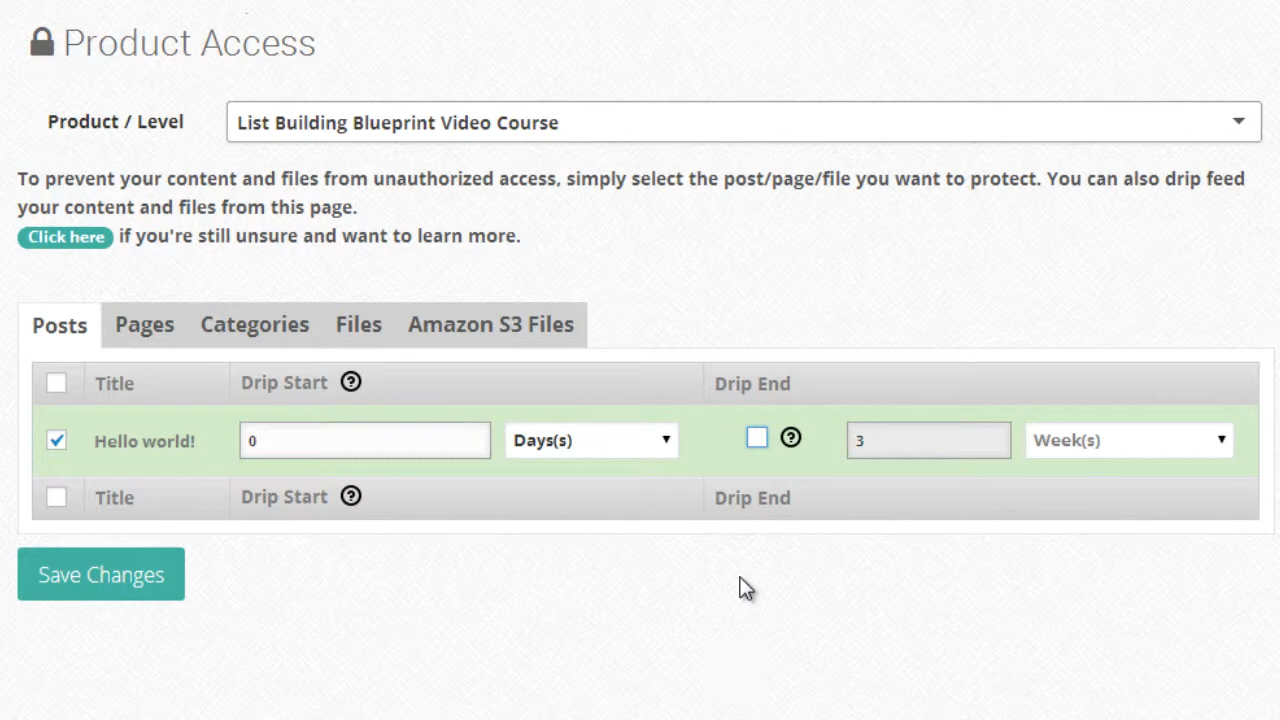 Product Access
Product / Level
List Building Blueprint Video Course
To prevent your content and files from unauthorized access, simply select the post/page/file you want to protect. You can also drip feed
your content and files from this page.
Click here if you're still unsure and want to learn more.
Posts Pages Categories Files Amazon S3 Files
Title Drip Start ? Drip End
Hello world! 0 Days(s) ? 3 Week(s)
Title Drip Start ? Drip End
Save Changes